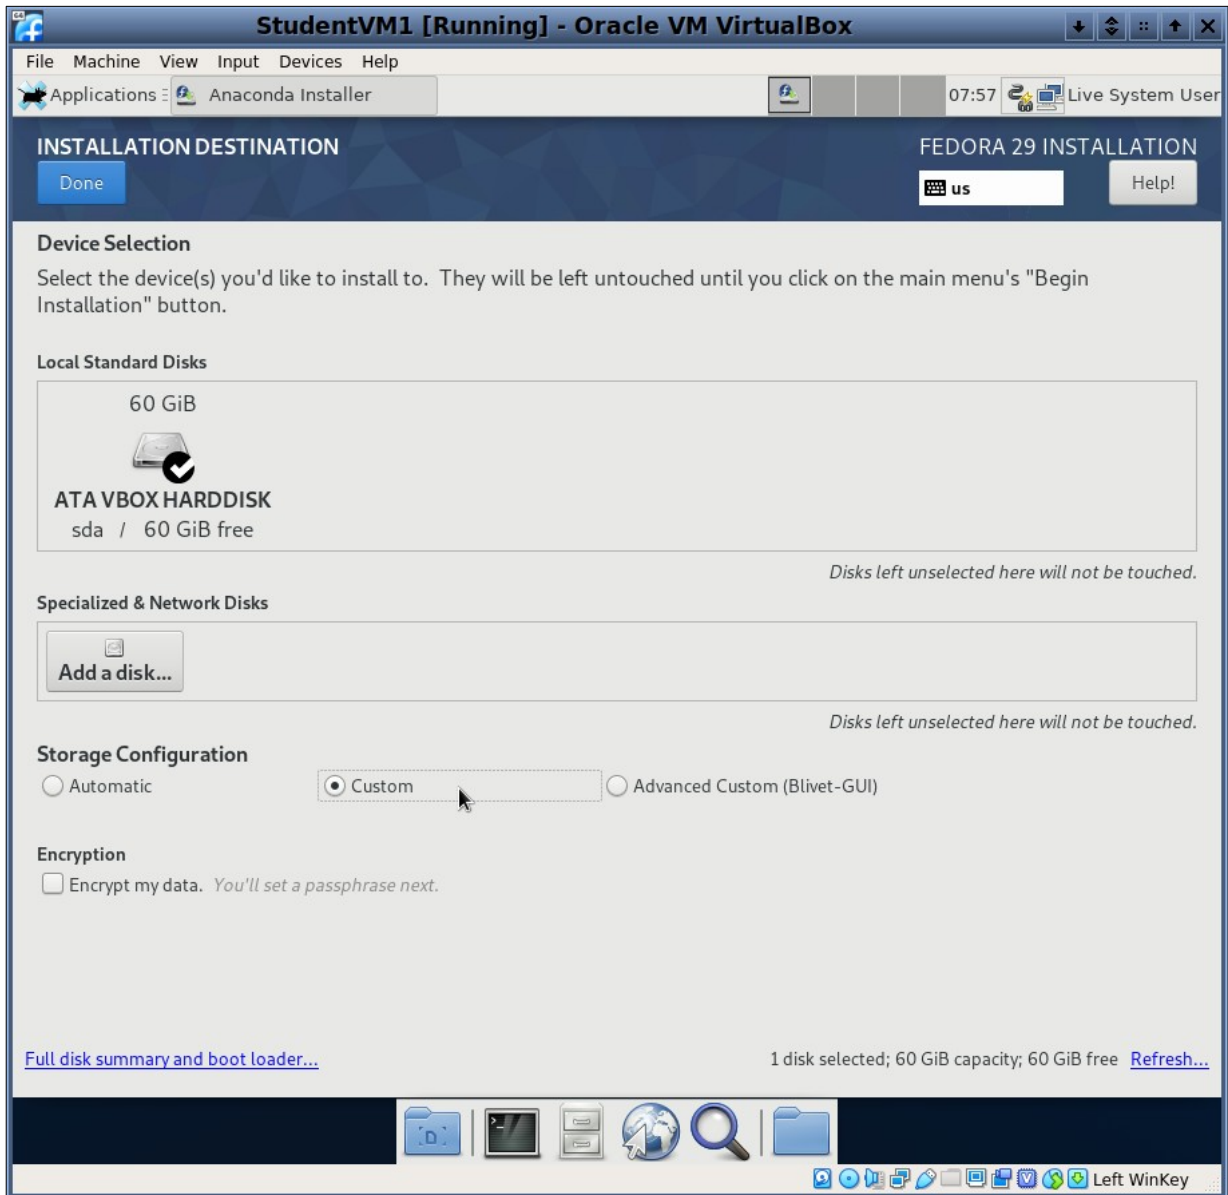 StudentVM1 [Running] - Oracle VM VirtualBox
File Machine View Input Devices Help
Applications Anaconda Installer 07:57 Live System User
INSTALLATION DESTINATION FEDORA 29 INSTALLATION
Done us Help!
Device Selection
Select the device(s) you'd like to install to. They will be left untouched until you click on the main menu's "Begin
Installation" button.
Local Standard Disks
60 GiB
ATA VBOX HARDDISK
sda / 60 GiB free
Disks left unselected here will not be touched.
Specialized & Network Disks
Add a disk...
Disks left unselected here will not be touched.
Storage Configuration
Automatic Custom Advanced Custom (Blivet-GUI)
Encryption
Encrypt my data. You'll set a passphrase next.
Full disk summary and boot loader... 1 disk selected; 60 GiB capacity; 60 GiB free Refresh...
Left WinKey